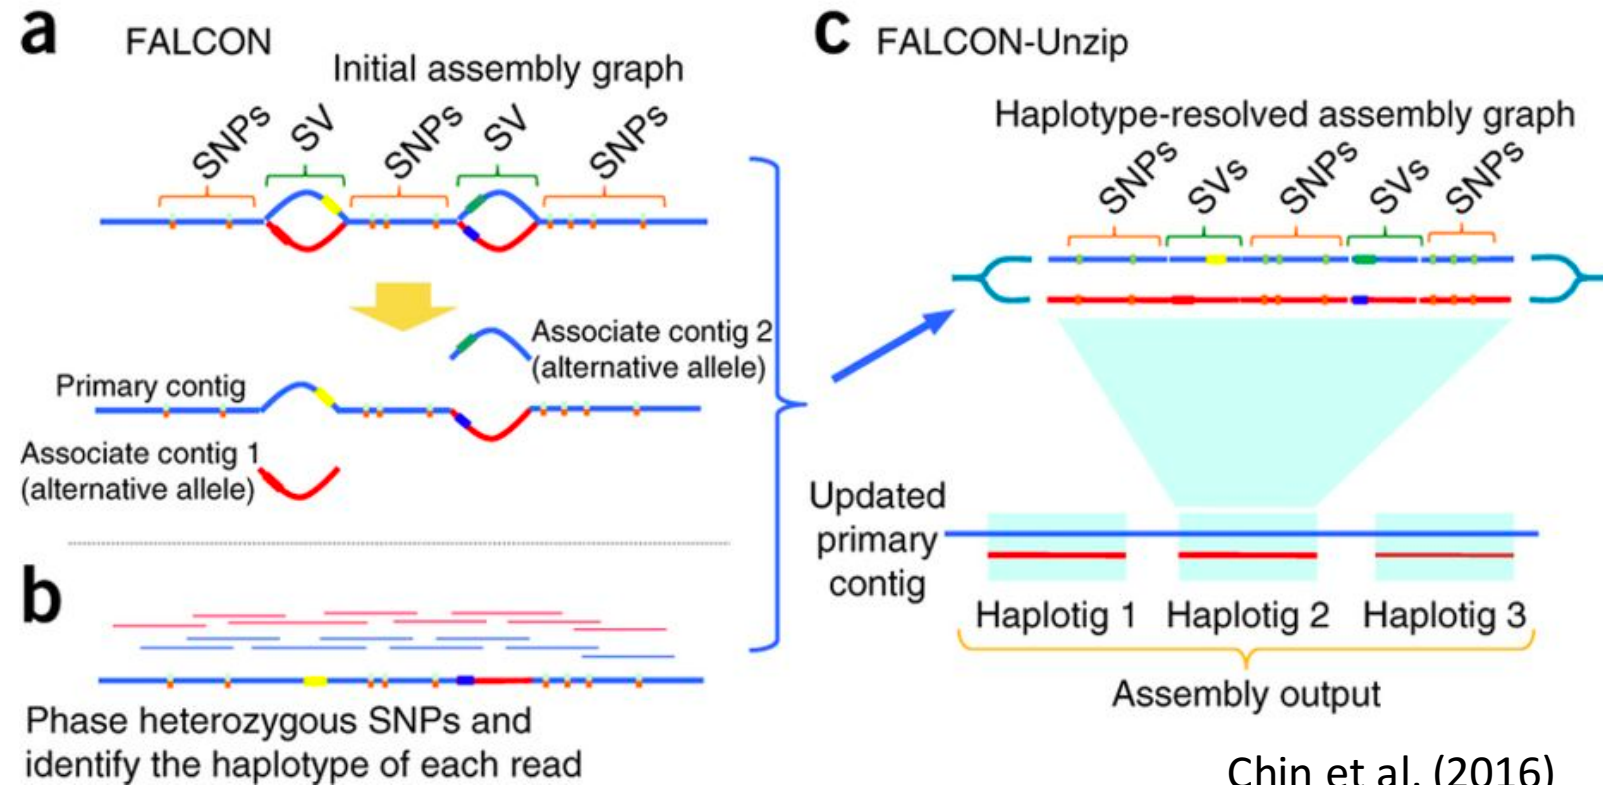 a FALCON
Initial assembly graph
SNPs SV SNPs SV SNPs
Associate contig 2
(alternative allele)
Primary contig
Associate contig 1
(alternative allele)
b
Phase heterozygous SNPs and
identify the haplotype of each read
c FALCON-Unzip
Haplotype-resolved assembly graph
SNPs SVs SNPs SVs SNPs
Updated
primary
contig
Haplotig 1 Haplotig 2 Haplotig 3
Assembly output
Chin et al. (2016)